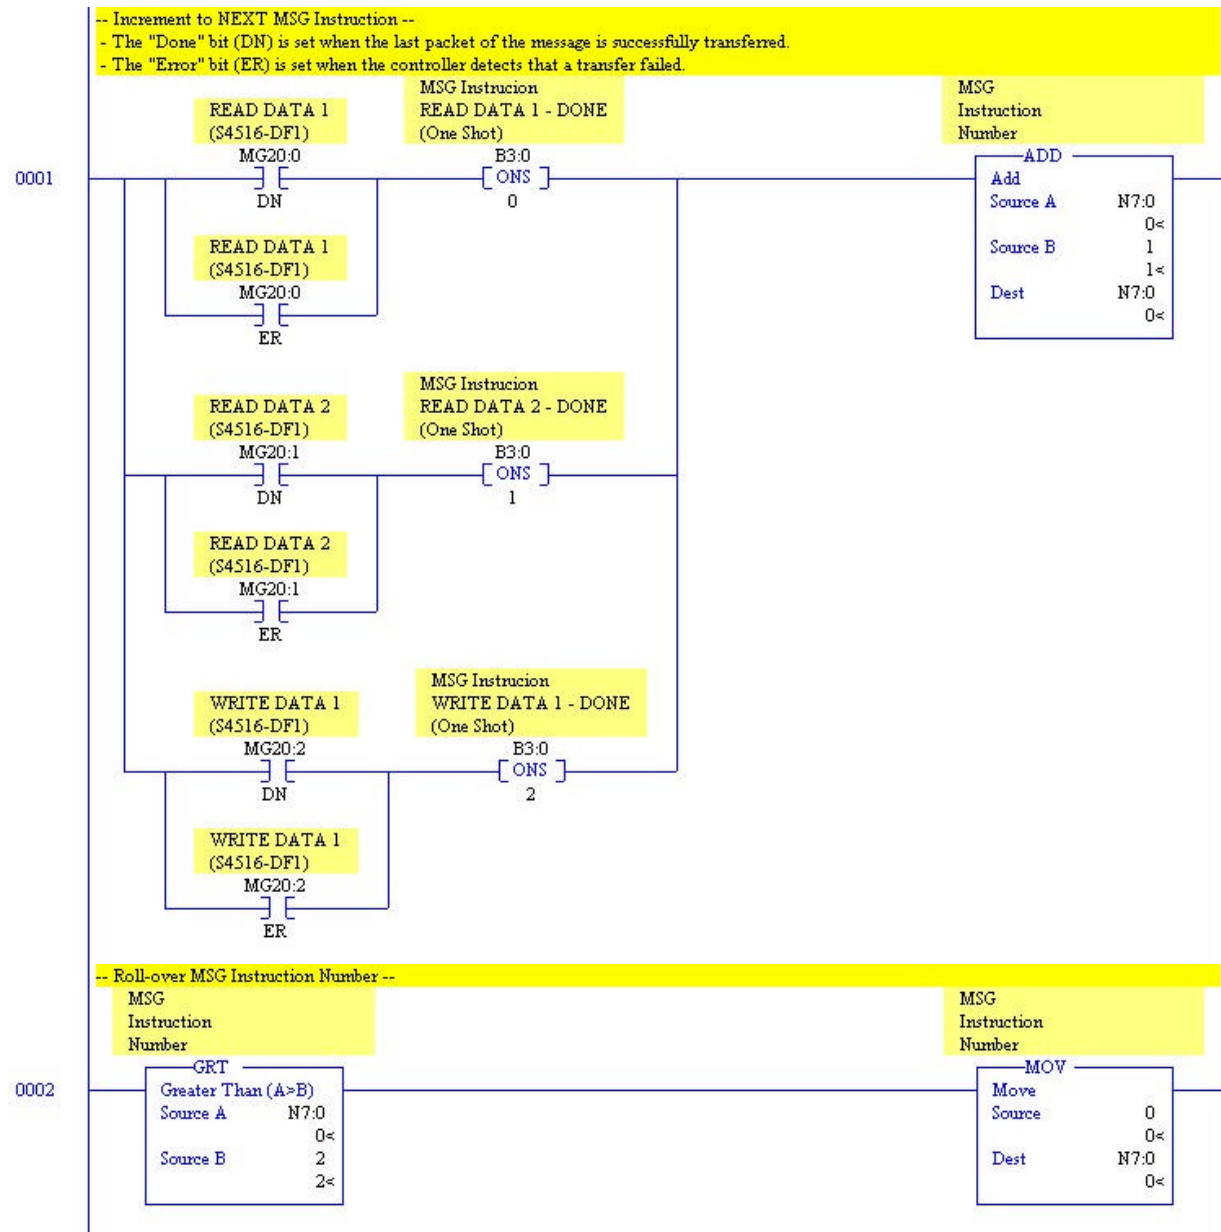 -- Increment to NEXT MSG Instruction --
- The "Done" bit (DN) is set when the last packet of the message is successfully transferred.
- The "Error" bit (ER) is set when the controller detects that a transfer failed.
MSG Instrucion
READ DATA 1 - DONE
(One Shot)
MSG
Instruction
Number
READ DATA 1
(S4516-DF1)
MG20:0
DN
B3:0
ONS
0
0001
ADD
Add
Source A N7:0
0<
Source B 1
1<
Dest N7:0
0<
READ DATA 1
(S4516-DF1)
MG20:0
ER
MSG Instrucion
READ DATA 2 - DONE
(One Shot)
READ DATA 2
(S4516-DF1)
MG20:1
DN
B3:0
ONS
1
READ DATA 2
(S4516-DF1)
MG20:1
ER
MSG Instrucion
WRITE DATA 1 - DONE
(One Shot)
WRITE DATA 1
(S4516-DF1)
MG20:2
DN
B3:0
ONS
2
WRITE DATA 1
(S4516-DF1)
MG20:2
ER
-- Roll-over MSG Instruction Number --
MSG
Instruction
Number
MSG
Instruction
Number
0002
GRT
Greater Than (A>B)
Source A N7:0
0<
Source B 2
2<
MOV
Move
Source 0
0<
Dest N7:0
0<